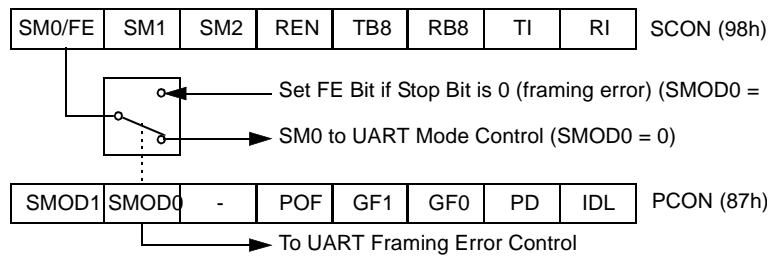 SM0/FE SM1 SM2 REN TB8 RB8 TI RI SCON (98h)
Set FE Bit if Stop Bit is 0 (framing error) (SMOD0 =
SM0 to UART Mode Control (SMOD0 = 0)
SMOD1 SMOD0 - POF GF1 GF0 PD IDL PCON (87h)
To UART Framing Error Control